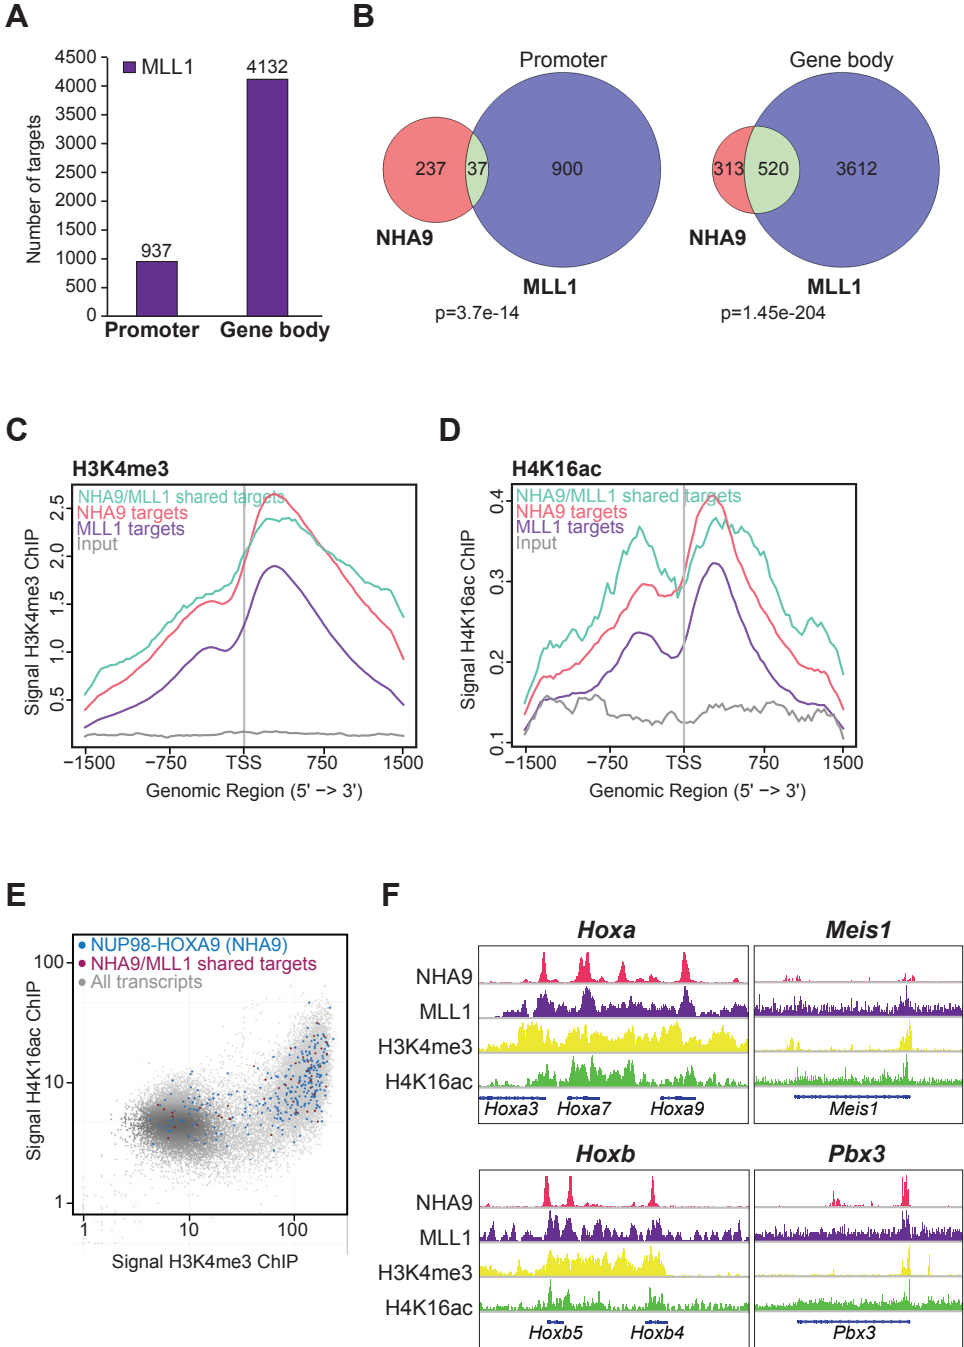 A
4500
4000
3500
3000
2500
2000
1500
1000
500
0
Number of targets
MLL1
937
4132
Promoter
Gene body
B
Promoter
237
37
900
NHA9
MLL1
p=3.7e-14
Gene body
313
520
3612
NHA9
MLL1
p=1.45e-204
C
H3K4me3
NHA9/MLL1 shared targets
NHA9 targets
MLL1 targets
Input
Signal H3K4me3 ChIP
2.5
2.0
1.5
1.0
0.5
−1500
−750
TSS
750
1500
Genomic Region (5' −> 3')
D
H4K16ac
NHA9/MLL1 shared targets
NHA9 targets
MLL1 targets
Input
Signal H4K16ac ChIP
0.4
0.3
0.2
0.1
−1500
−750
TSS
750
1500
Genomic Region (5' −> 3')
E
NUP98-HOXA9 (NHA9)
NHA9/MLL1 shared targets
All transcripts
Signal H4K16ac ChIP
100
10
1
1
10
100
Signal H3K4me3 ChIP
F
Hoxa
Meis1
NHA9
MLL1
H3K4me3
H4K16ac
Hoxa3
Hoxa7
Hoxa9
Meis1
Hoxb
Pbx3
NHA9
MLL1
H3K4me3
H4K16ac
Hoxb5
Hoxb4
Pbx3